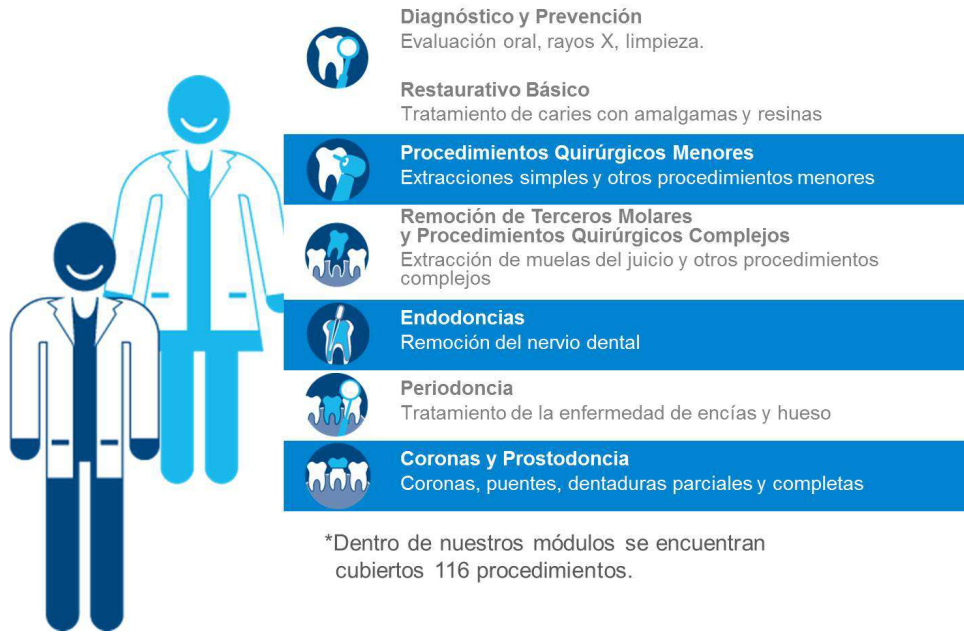 Diagnóstico y Prevención
Evaluación oral, rayos X, limpieza.
Restaurativo Básico
Tratamiento de caries con amalgamas y resinas
Procedimientos Quirúrgicos Menores
Extracciones simples y otros procedimientos menores
Remoción de Terceros Molares
y Procedimientos Quirúrgicos Complejos
Extracción de muelas del juicio y otros procedimientos
complejos
Endodoncias
Remoción del nervio dental
Periodoncia
Tratamiento de la enfermedad de encías y hueso
Coronas y Prostodoncia
Coronas, puentes, dentaduras parciales y completas
*Dentro de nuestros módulos se encuentran
cubiertos 116 procedimientos.